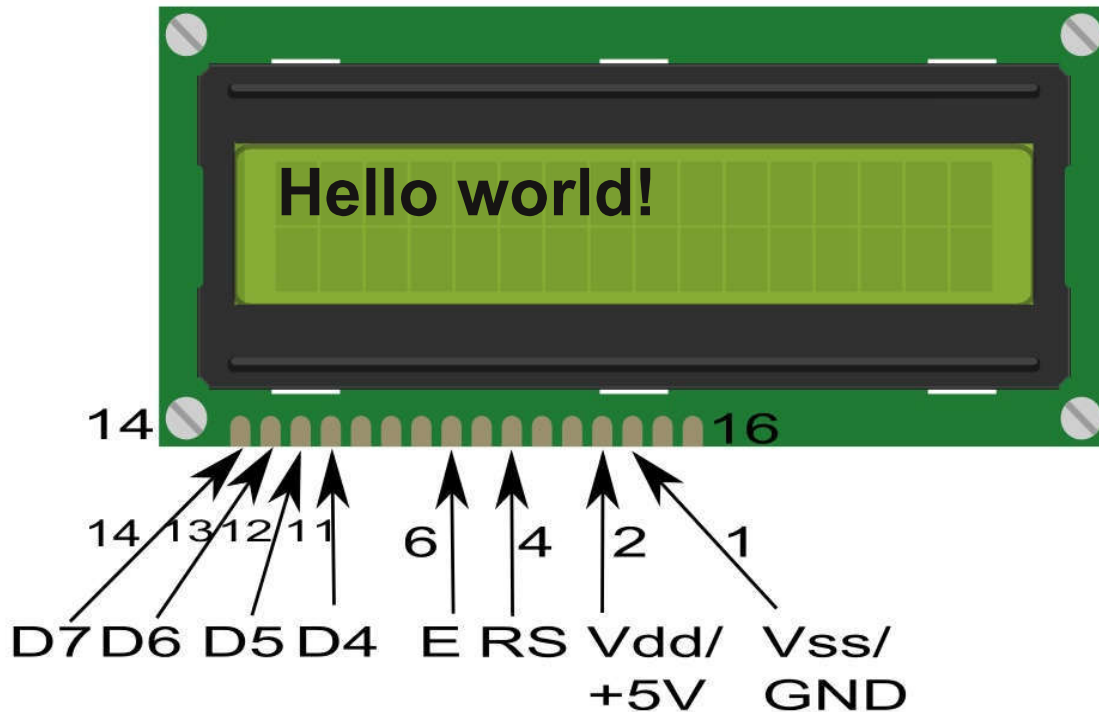 Hello world!
14 16
14 13 12 11 6 4 2 1
D7 D6 D5 D4 E RS Vdd/ Vss/
+5V GND